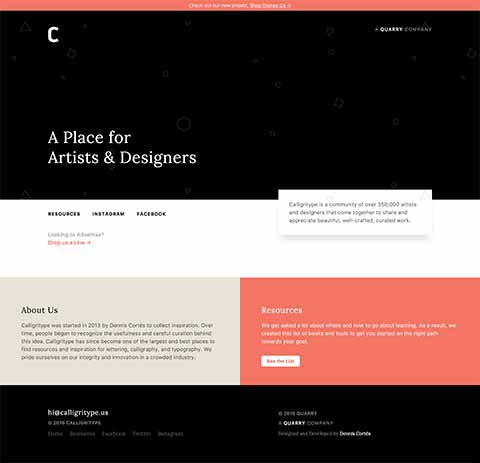 Check out our new project, Shop Stones Co →
C
A QUARRY COMPANY
A Place for
Artists & Designers
Calligritype is a community of over 350,000 artists
and designers that come together to share and
appreciate beautiful, well-crafted, curated work.
RESOURCES INSTAGRAM FACEBOOK
Looking to Advertise?
Drop us a Line →
About Us
Calligritype was started in 2013 by Dennis Cortés to collect inspiration. Over
time, people began to recognize the usefulness and careful curation behind
this idea. Calligritype has since become one of the largest and best places to
find resources and inspiration for lettering, calligraphy, and typography. We
pride ourselves on our integrity and innovation in a crowded industry.
Resources
We get asked a lot about where and how to go about learning. As a result, we
created this list of books and tools to get you started on the right path
towards your goal.
See the List
hi@calligritype.us
© 2016 CALLIGRITYPE
Home Resources Facebook Twitter Instagram
© 2016 QUARRY
A QUARRY COMPANY
Designed and Developed by Dennis Cortés